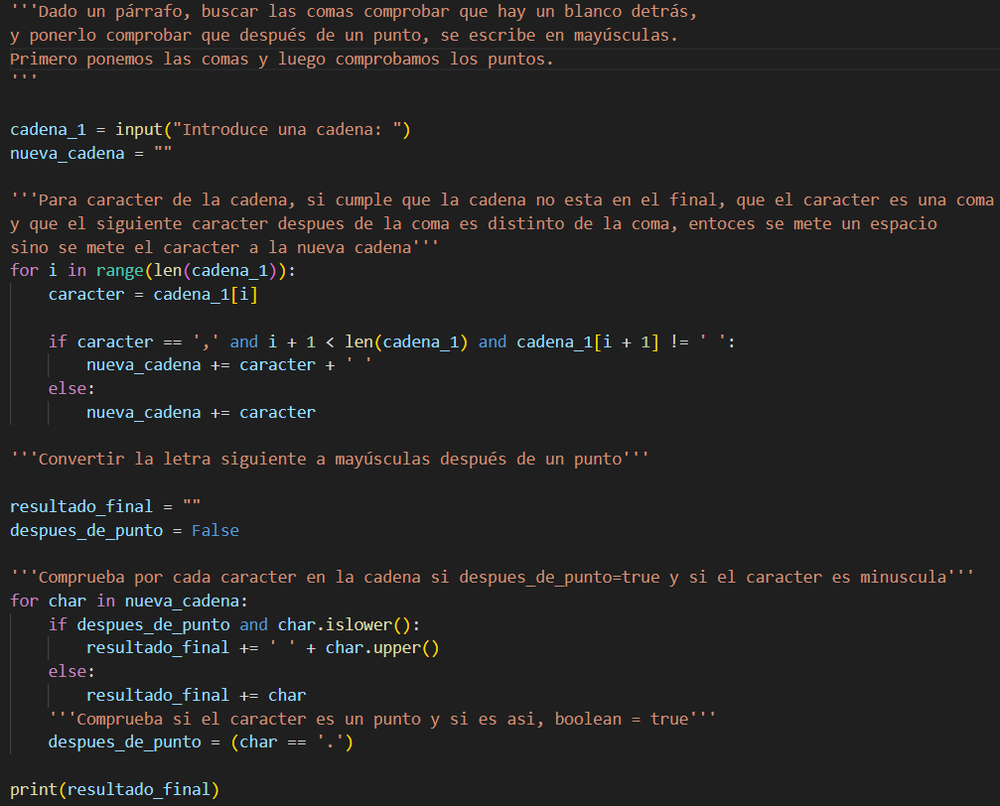 '''Dado un párrafo, buscar las comas comprobar que hay un blanco detrás,
y ponerlo comprobar que después de un punto, se escribe en mayúsculas.
Primero ponemos las comas y luego comprobamos los puntos.
'''

cadena_1 = input("Introduce una cadena: ")
nueva_cadena = ""

'''Para caracter de la cadena, si cumple que la cadena no esta en el final, que el caracter es una coma
y que el siguiente caracter despues de la coma es distinto de la coma, entoces se mete un espacio
sino se mete el caracter a la nueva cadena'''
for i in range(len(cadena_1)):
    caracter = cadena_1[i]

    if caracter == ',' and i + 1 < len(cadena_1) and cadena_1[i + 1] != ' ':
        nueva_cadena += caracter + ' '
    else:
        nueva_cadena += caracter

'''Convertir la letra siguiente a mayúsculas después de un punto'''

resultado_final = ""
despues_de_punto = False

'''Comprueba por cada caracter en la cadena si despues_de_punto=true y si el caracter es minuscula'''
for char in nueva_cadena:
    if despues_de_punto and char.islower():
        resultado_final += ' ' + char.upper()
    else:
        resultado_final += char
    '''Comprueba si el caracter es un punto y si es asi, boolean = true'''
    despues_de_punto = (char == '.')

print(resultado_final)